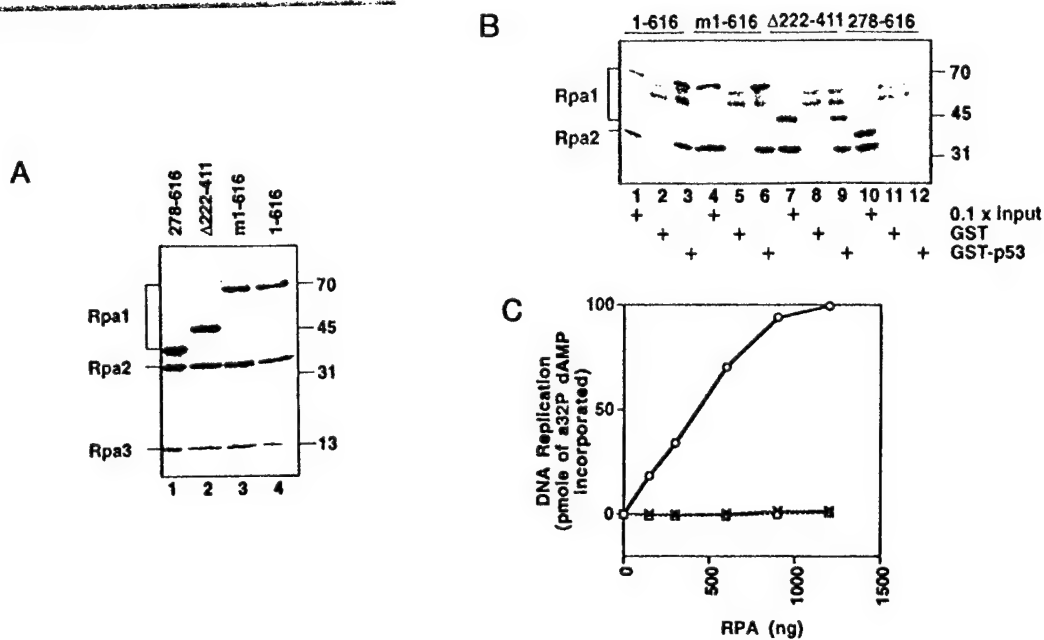 A
278-616
Δ222-411
m1-616
1-616
Rpa1
Rpa2
Rpa3
70
45
31
13
1 2 3 4
B
1-616 m1-616 Δ222-411 278-616
Rpa1
Rpa2
70
45
31
1 2 3 4 5 6 7 8 9 10 11 12
+ + + + 0.1 x Input
+ + + + GST
+ + + + GST-p53
C
DNA Replication
(pmole of a32P dAMP
incorporated)
100
50
0
0 500 1000 1500
RPA (ng)